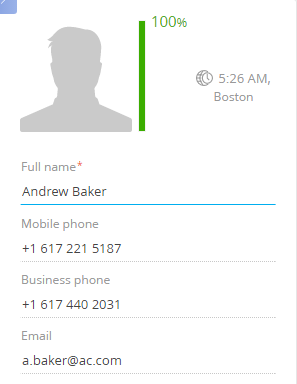 100%
5:26 AM,
Boston
Full name*
Andrew Baker
Mobile phone
+1 617 221 5187
Business phone
+1 617 440 2031
Email
a.baker@ac.com